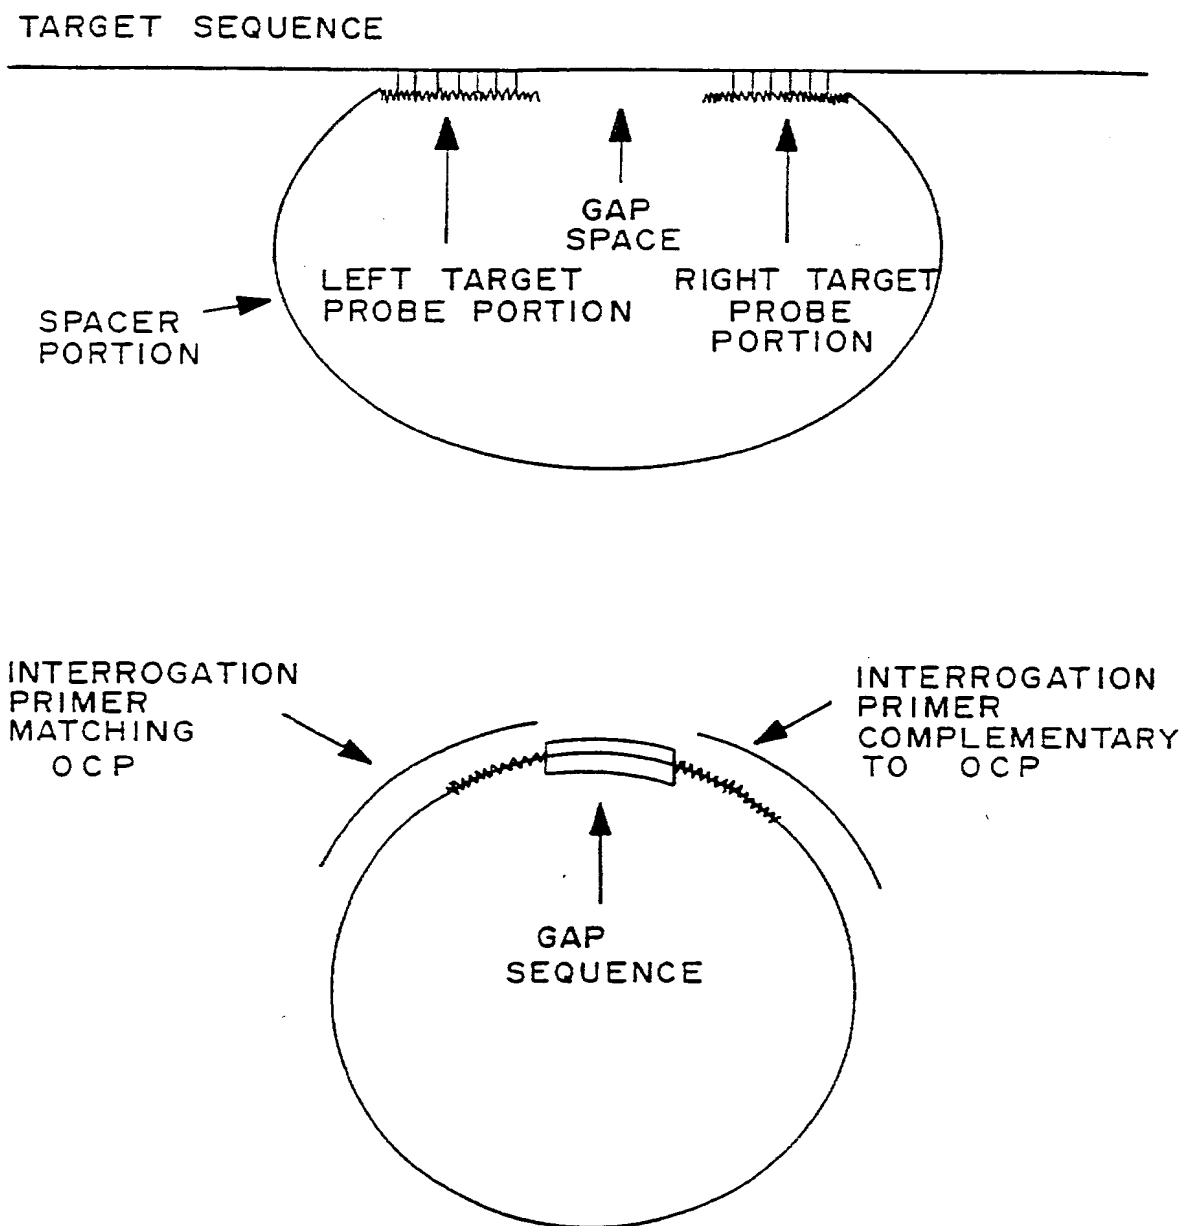 TARGET SEQUENCE
GAP
SPACE
LEFT TARGET
PROBE PORTION
RIGHT TARGET
PROBE
PORTION
SPACER
PORTION
INTERROGATION
PRIMER
MATCHING
OCP
INTERROGATION
PRIMER
COMPLEMENTARY
TO OCP
GAP
SEQUENCE